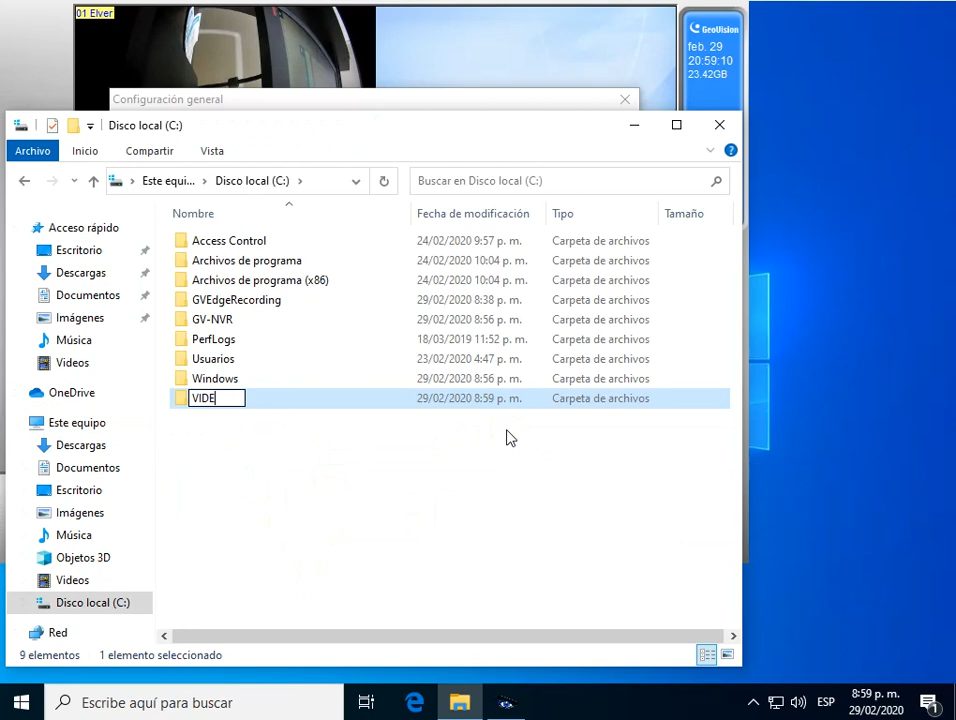 01 Elver
GeoVision
feb. 29
20:59:10
23.42GB
Configuración general
Disco local (C:)
Archivo Inicio Compartir Vista
Este equi... Disco local (C:)
Buscar en Disco local (C:)
Nombre Fecha de modificación Tipo Tamaño
Acceso rápido
Escritorio
Descargas
Documentos
Imágenes
Música
Videos
OneDrive
Este equipo
Descargas
Documentos
Escritorio
Imágenes
Música
Objetos 3D
Videos
Disco local (C:)
Red
Access Control 24/02/2020 9:57 p. m. Carpeta de archivos
Archivos de programa 24/02/2020 10:04 p. m. Carpeta de archivos
Archivos de programa (x86) 24/02/2020 10:04 p. m. Carpeta de archivos
GVEdgeRecording 29/02/2020 8:38 p. m. Carpeta de archivos
GV-NVR 29/02/2020 8:56 p. m. Carpeta de archivos
PerfLogs 18/03/2019 11:52 p. m. Carpeta de archivos
Usuarios 23/02/2020 4:47 p. m. Carpeta de archivos
Windows 29/02/2020 8:56 p. m. Carpeta de archivos
VIDE 29/02/2020 8:59 p. m. Carpeta de archivos
9 elementos 1 elemento seleccionado
Escribe aquí para buscar
ESP
8:59 p. m.
29/02/2020
1